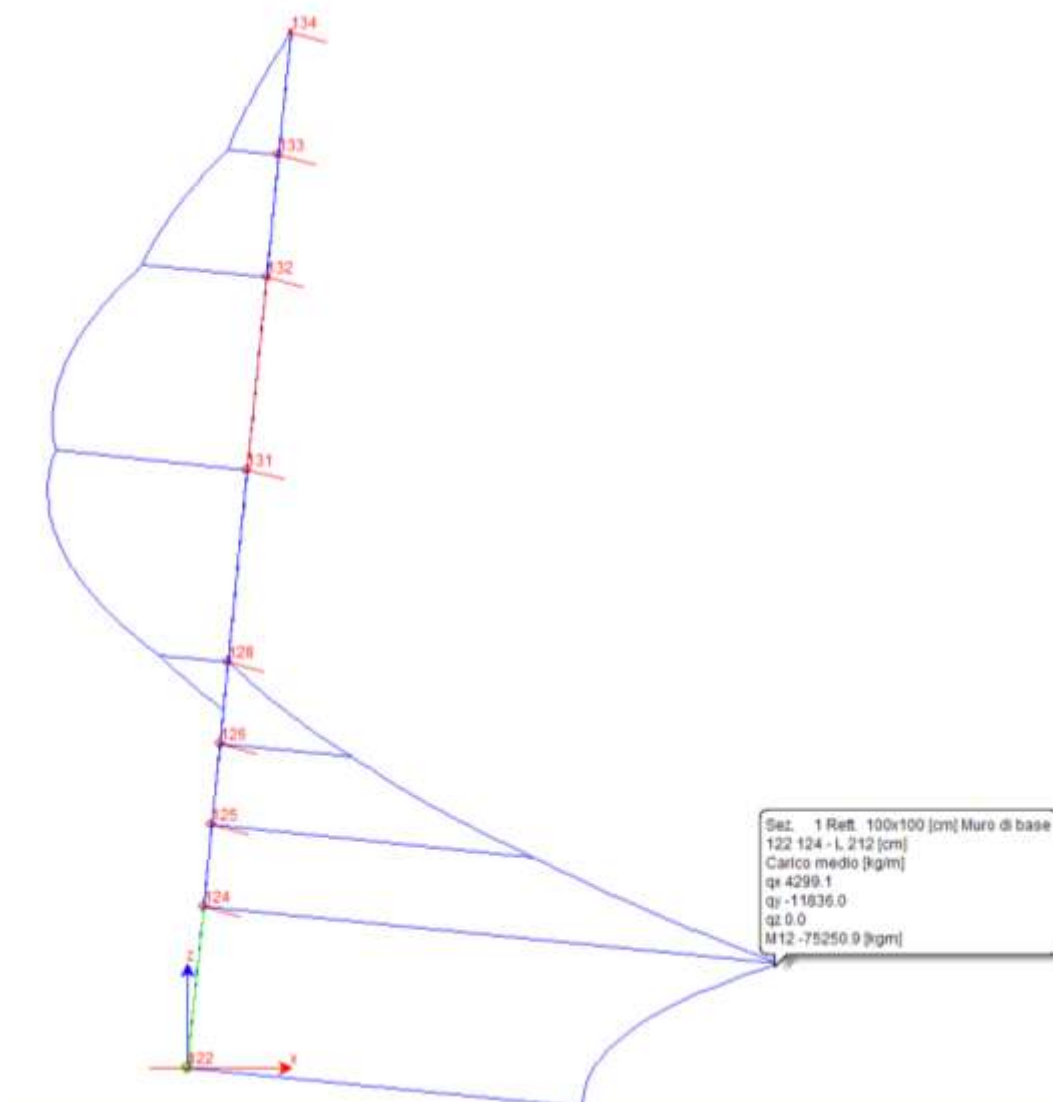 134
133
132
131
128
126
125
Sez. 1 Rett. 100x100 [cm] Muro di base
122 124 - L 212 [cm]
Carico medio [kg/m]
qx 4299.1
qy -11836.0
qz 0.0
M12 -75250.9 [kgm]
124
z
122
x